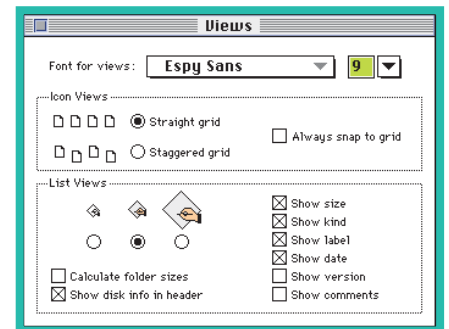 Views
Font for views: Espy Sans 9
Icon Views
Straight grid
Always snap to grid
Staggered grid
List Views
Show size
Show kind
Show label
Show date
Calculate folder sizes
Show version
Show disk info in header
Show comments